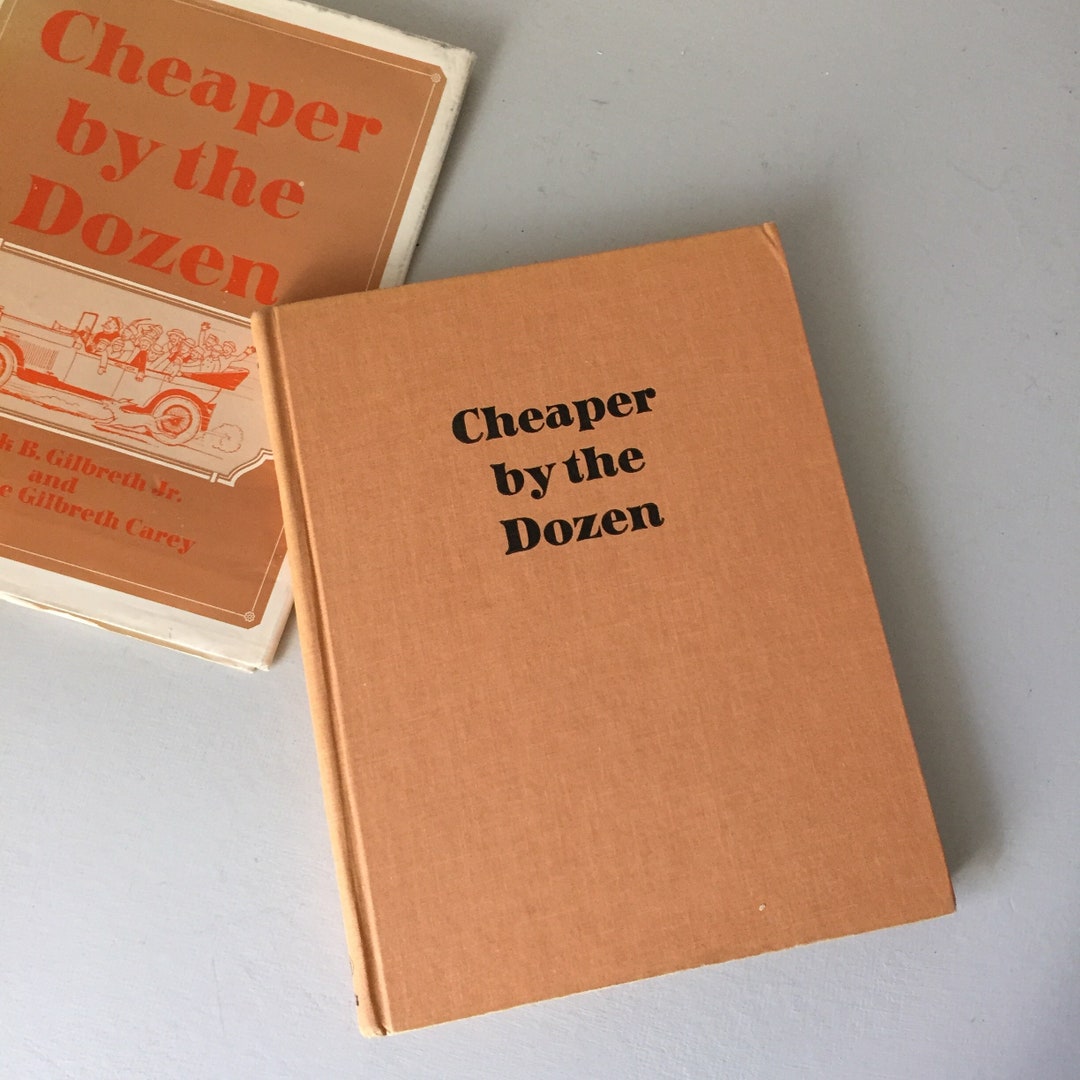 Cheaper
by the
Dozen
k B. Gilbreth Jr.
and
e Gilbreth Carey
Cheaper
by the
Dozen